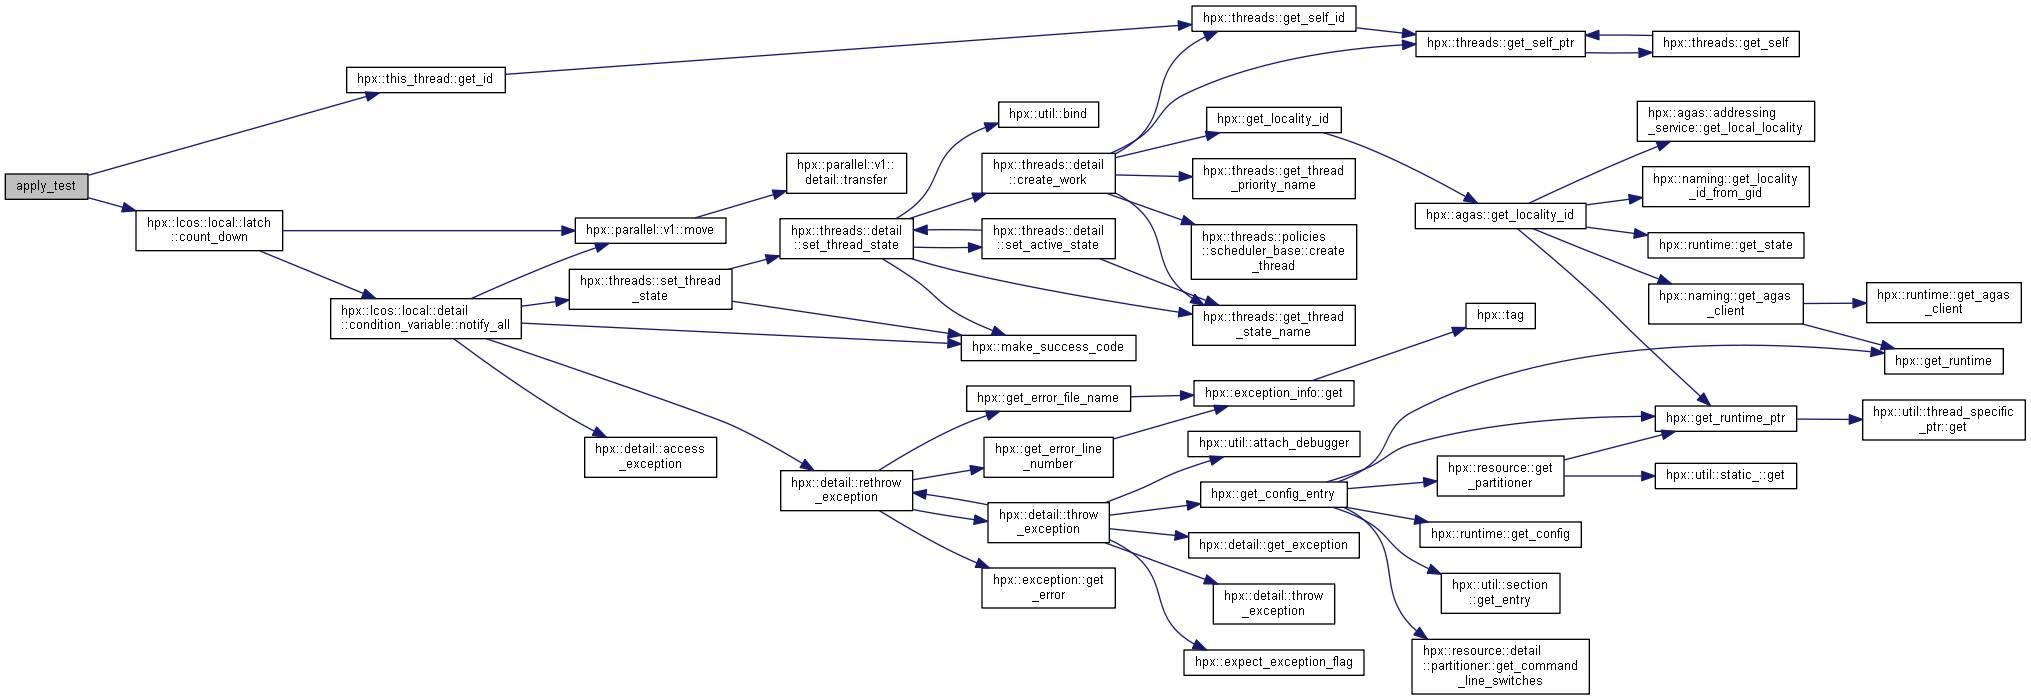 apply_test
hpx::this_thread::get_id
hpx::lcos::local::latch
::count_down
hpx::lcos::local::detail
::condition_variable::notify_all
hpx::parallel::v1::move
hpx::threads::set_thread
_state
hpx::detail::access
_exception
hpx::parallel::v1::
detail::transfer
hpx::threads::detail
::set_thread_state
hpx::detail::rethrow
_exception
hpx::util::bind
hpx::threads::detail
::create_work
hpx::threads::detail
::set_active_state
hpx::make_success_code
hpx::get_error_file_name
hpx::get_error_line
_number
hpx::detail::throw
_exception
hpx::exception::get
_error
hpx::threads::get_self_id
hpx::get_locality_id
hpx::threads::get_thread
_priority_name
hpx::threads::policies
::scheduler_base::create
_thread
hpx::threads::get_thread
_state_name
hpx::exception_info::get
hpx::util::attach_debugger
hpx::get_config_entry
hpx::detail::get_exception
hpx::detail::throw
_exception
hpx::expect_exception_flag
hpx::threads::get_self_ptr
hpx::agas::get_locality_id
hpx::tag
hpx::resource::get
_partitioner
hpx::runtime::get_config
hpx::util::section
::get_entry
hpx::resource::detail
::partitioner::get_command
_line_switches
hpx::threads::get_self
hpx::agas::addressing
_service::get_local_locality
hpx::naming::get_locality
_id_from_gid
hpx::runtime::get_state
hpx::naming::get_agas
_client
hpx::get_runtime_ptr
hpx::util::static_::get
hpx::runtime::get_agas
_client
hpx::get_runtime
hpx::util::thread_specific
_ptr::get